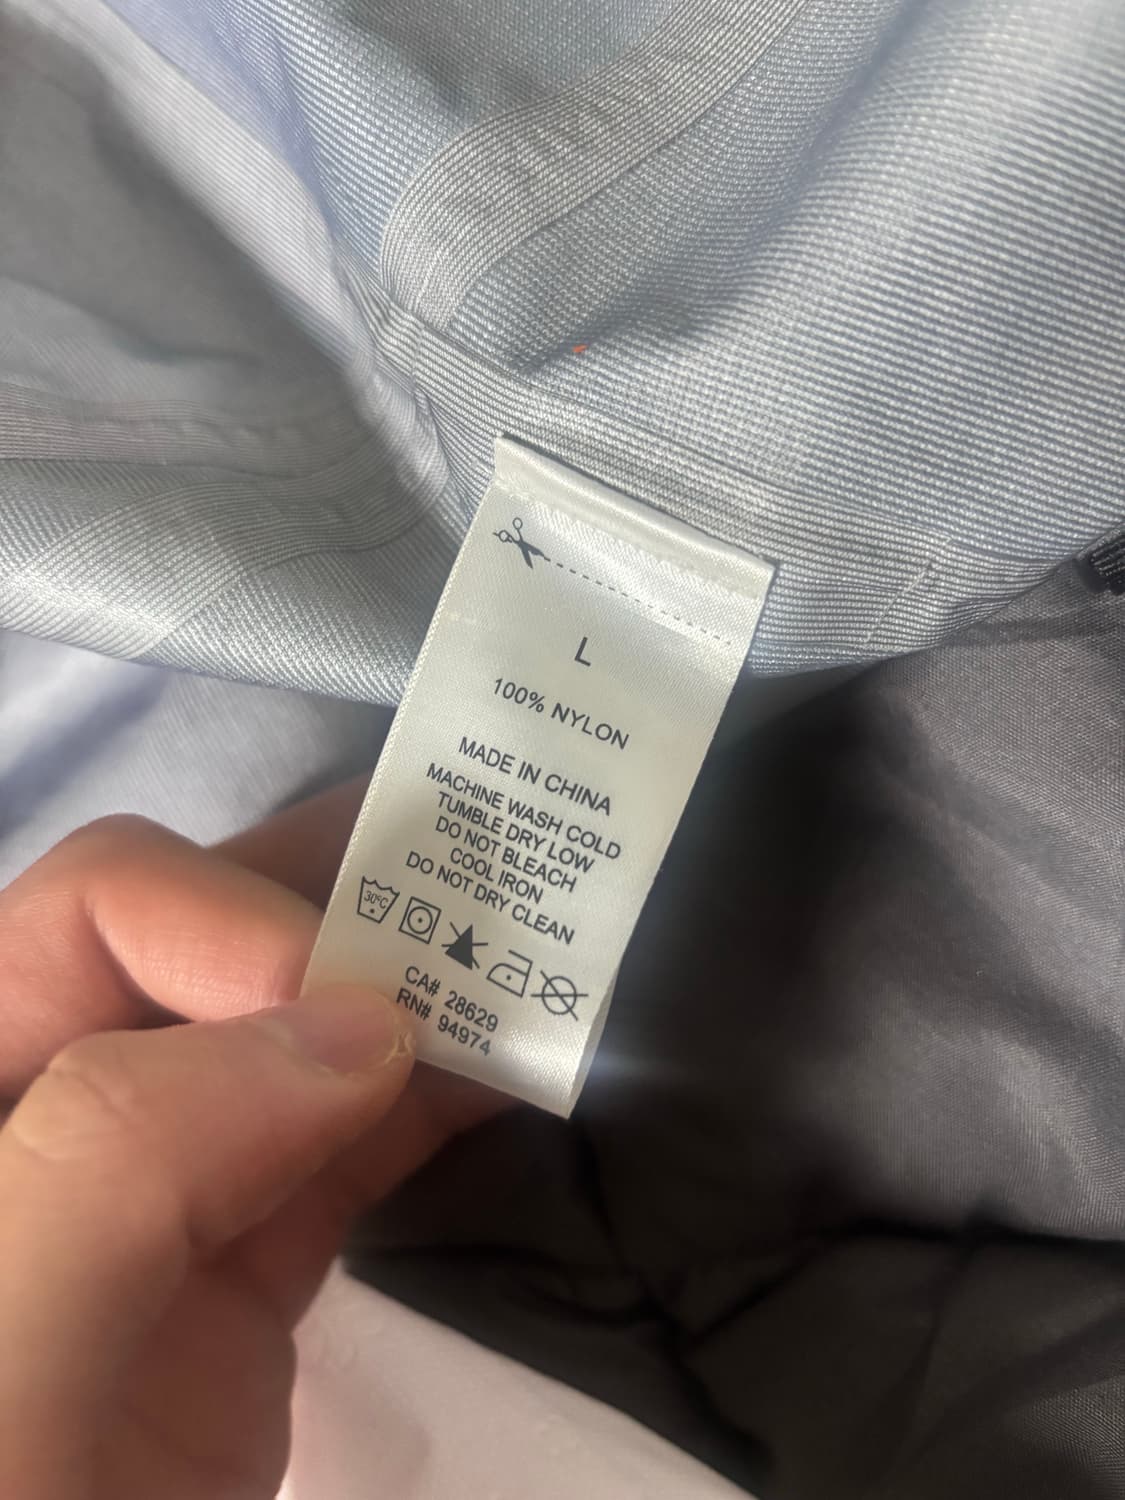 L
100% NYLON
MADE IN CHINA
MACHINE WASH COLD
TUMBLE DRY LOW
DO NOT BLEACH
COOL IRON
DO NOT DRY CLEAN
30°C
CA# 28629
RN# 94974